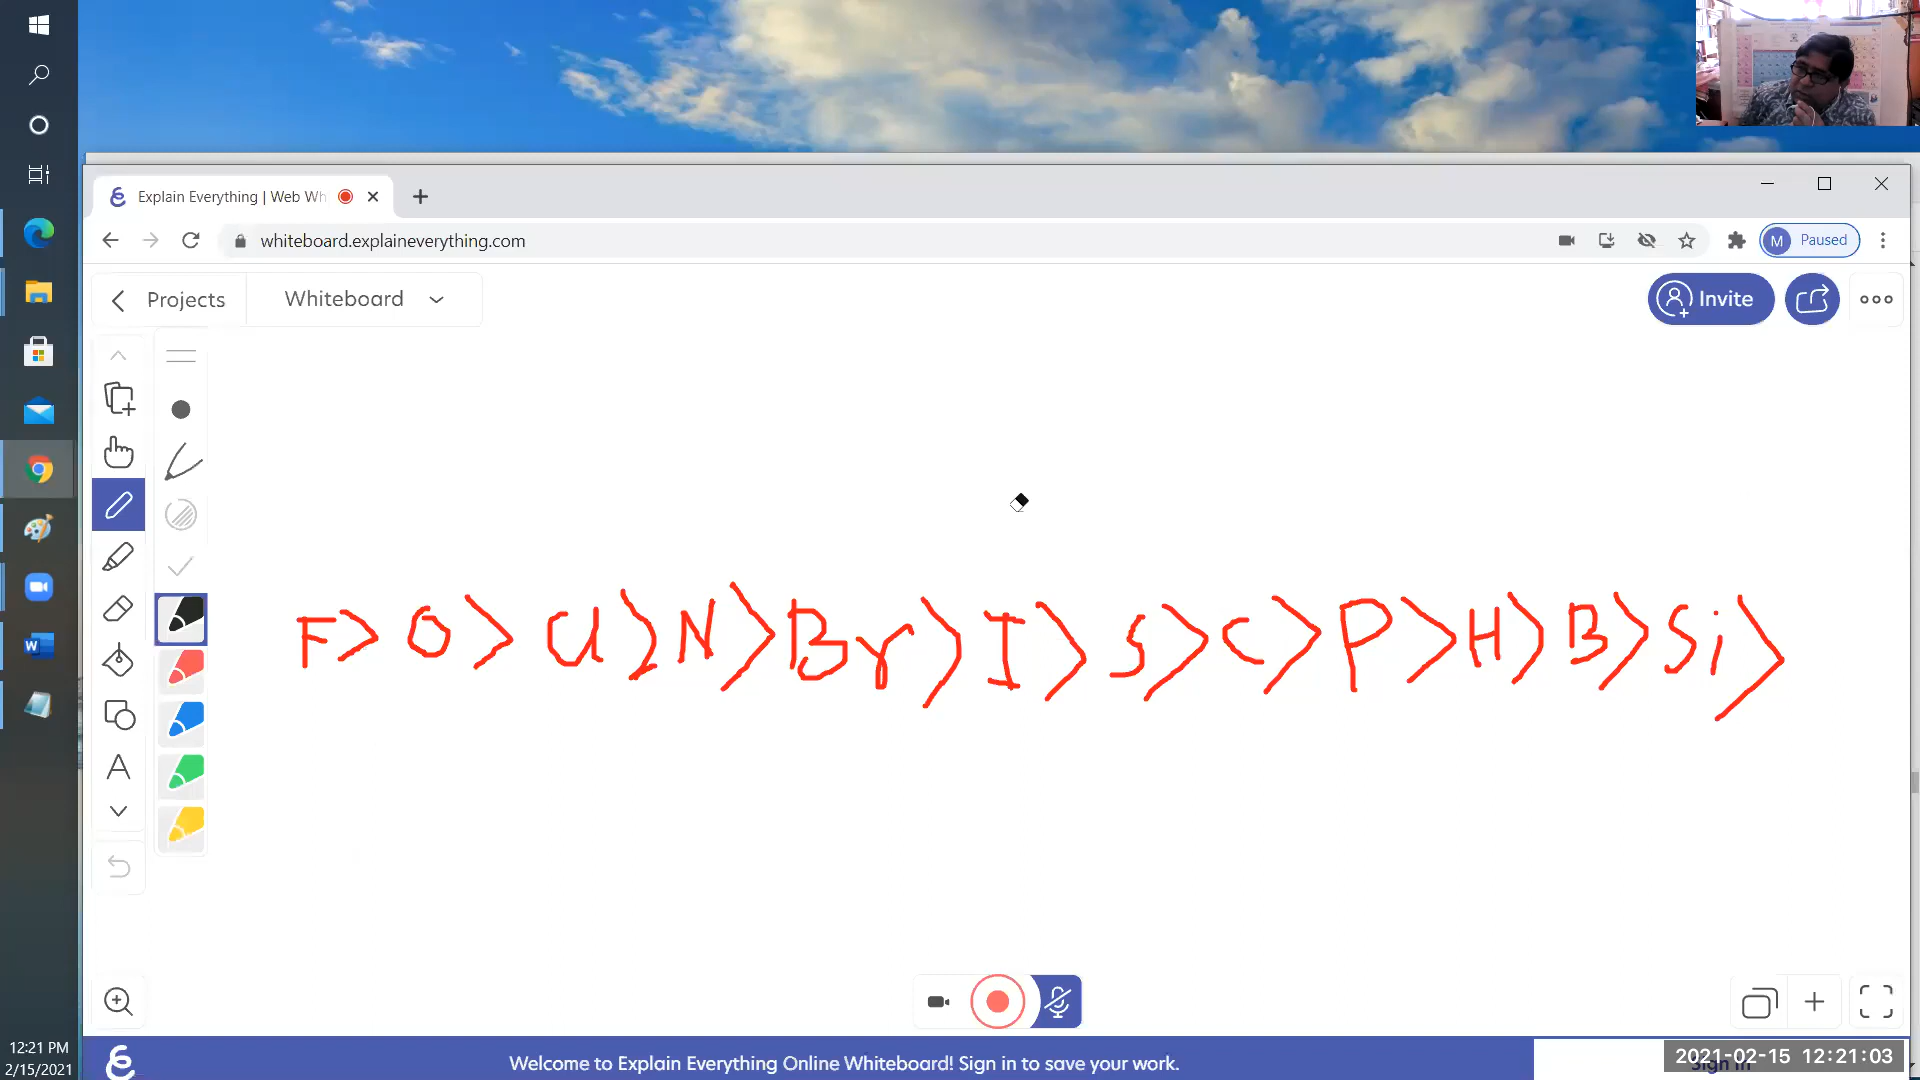 Explain Everything | Web Wh
whiteboard.explaineverything.com
M Paused
Projects
Whiteboard
Invite
F> O > Cl > N > Br > I > S > C > P > H > B > Si >
A
W
12:21 PM
2/15/2021
Welcome to Explain Everything Online Whiteboard! Sign in to save your work.
Sign in
2021-02-15 12:21:03